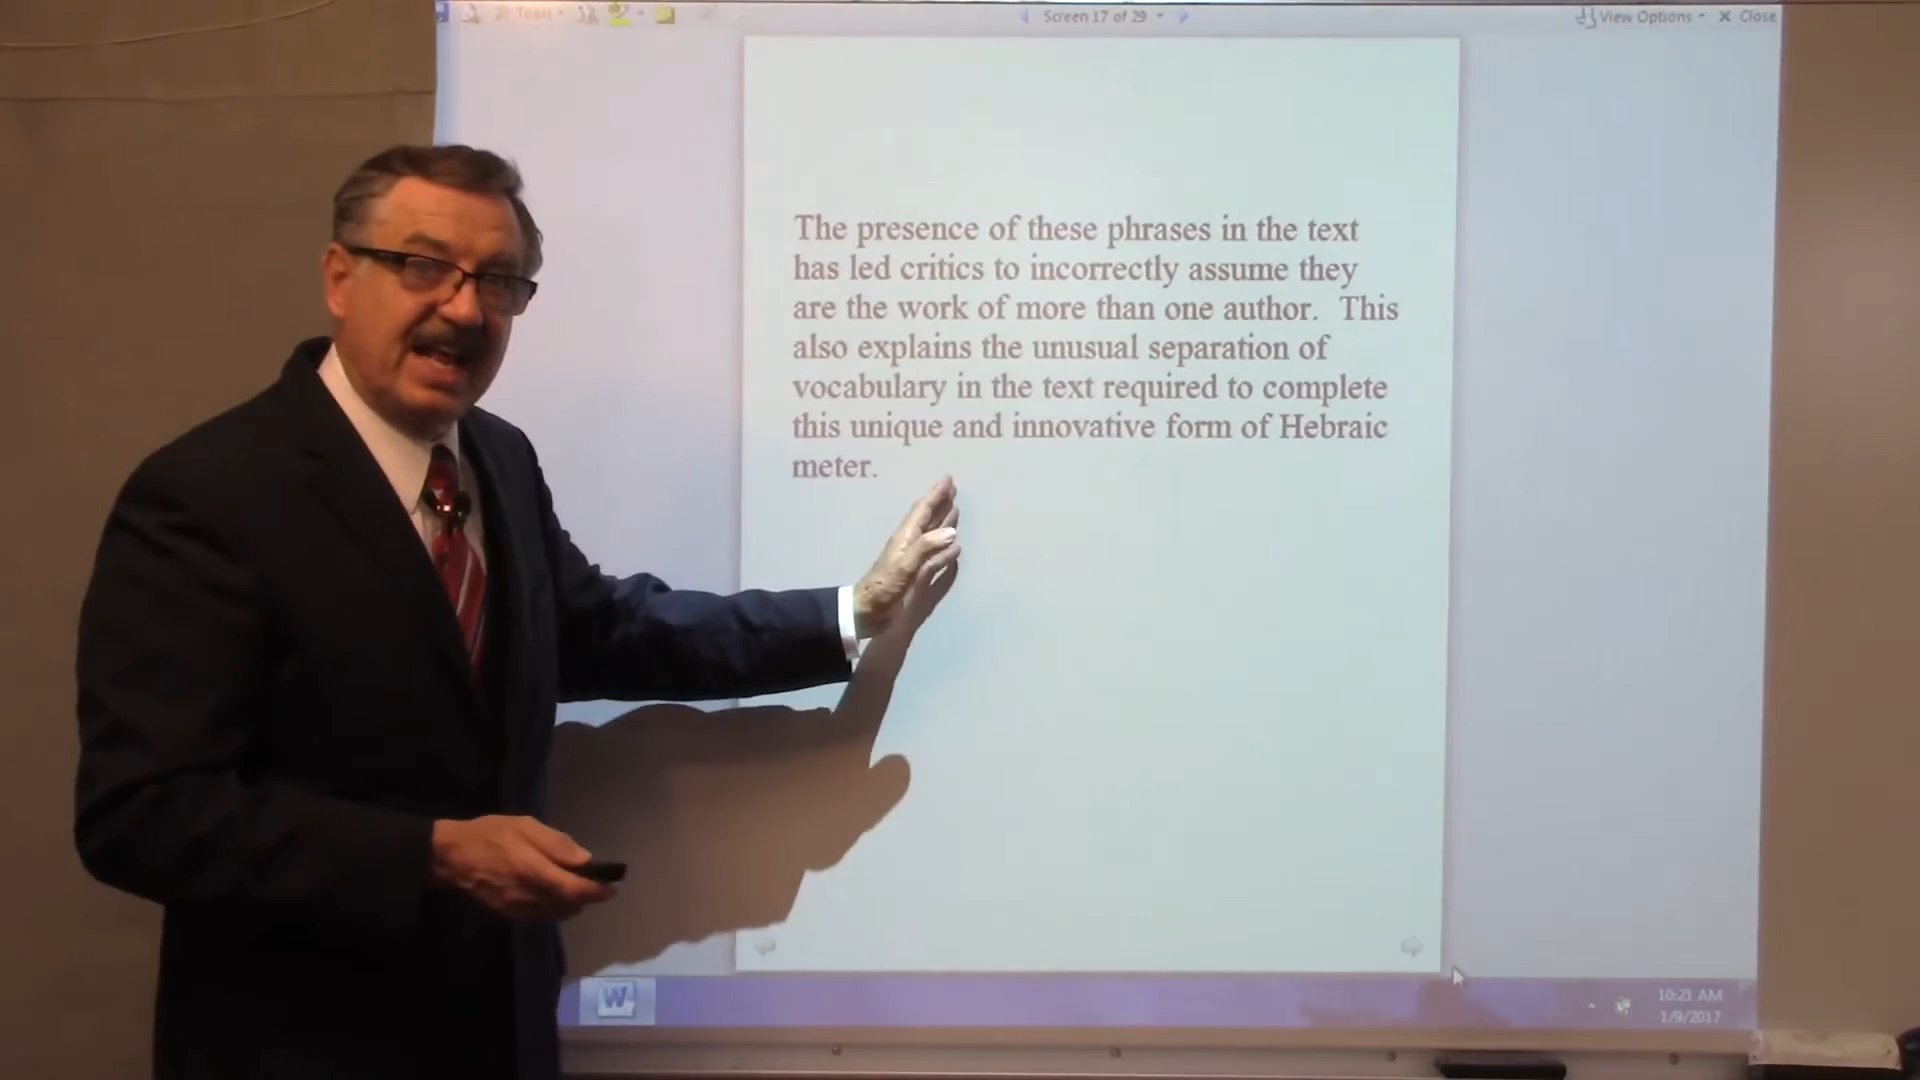 Tools
Screen 17 of 29
View Options
X Close
The presence of these phrases in the text
has led critics to incorrectly assume they
are the work of more than one author. This
also explains the unusual separation of
vocabulary in the text required to complete
this unique and innovative form of Hebraic
meter.
W
10:21 AM
1/9/2017